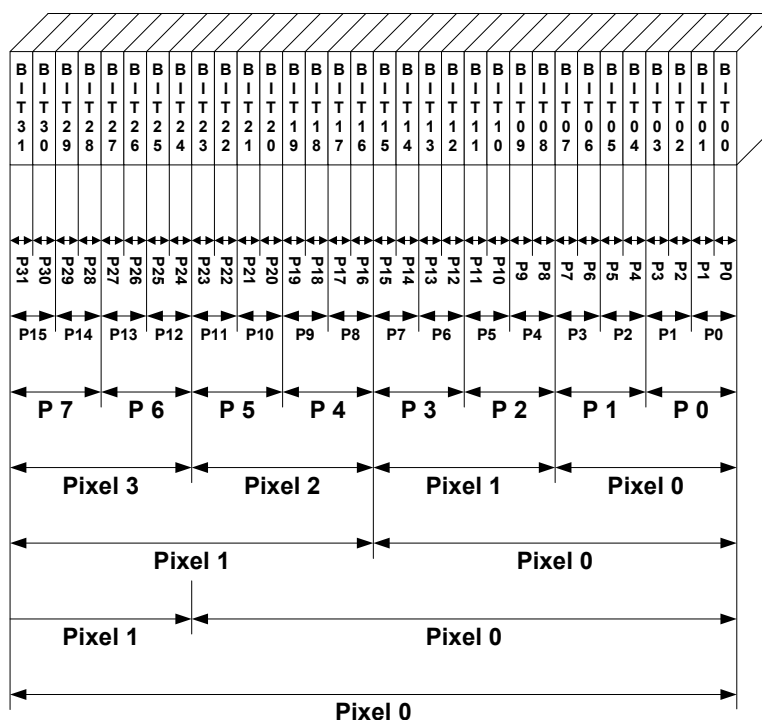 BIT31 BIT30 BIT29 BIT28 BIT27 BIT26 BIT25 BIT24 BIT23 BIT22 BIT21 BIT20 BIT19 BIT18 BIT17 BIT16 BIT15 BIT14 BIT13 BIT12 BIT11 BIT10 BIT09 BIT08 BIT07 BIT06 BIT05 BIT04 BIT03 BIT02 BIT01 BIT00
P31 P30 P29 P28 P27 P26 P25 P24 P23 P22 P21 P20 P19 P18 P17 P16 P15 P14 P13 P12 P11 P10 P9 P8 P7 P6 P5 P4 P3 P2 P1 P0
P15 P14 P13 P12 P11 P10 P9 P8 P7 P6 P5 P4 P3 P2 P1 P0
P 7 P 6 P 5 P 4 P 3 P 2 P 1 P 0
Pixel 3 Pixel 2 Pixel 1 Pixel 0
Pixel 1 Pixel 0
Pixel 1 Pixel 0
Pixel 0